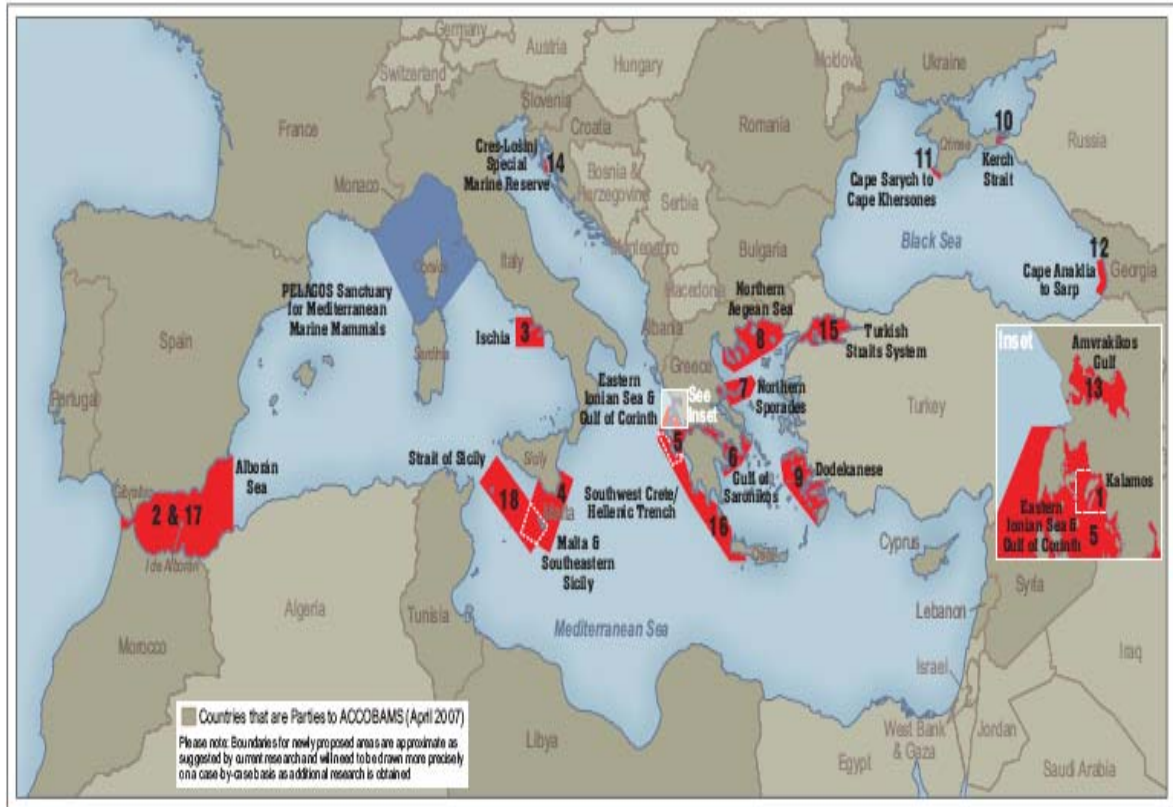 Germany
Austria
Switzerland
Hungary
Moldova
Ukraine
Slovenia
Croatia
France
Romania
Russia
10
Cres-Lošinj
Special
Marine Reserve
14
Bosnia &
Herzegovina
Serbia
11
Kerch
Strait
Cape Sarych to
Cape Khersones
Monaco
Montenegro
Black Sea
Italy
Bulgaria
12
Georgia
Cape Anaklia
to Sarp
Macedonia
Albania
PELAGOS Sanctuary
for Mediterranean
Marine Mammals
Corsica
Northern
Aegean Sea
8
15
Turkish
Straits System
Ischia
3
Spain
Portugal
Sardinia
Greece
Eastern
Ionian Sea &
Gulf of Corinth
See
Inset
7
Northern
Sporades
Turkey
Inset
Amvrakikos
Gulf
13
Kalamos
1
Eastern
Ionian Sea &
Gulf of Corinth
5
5
6
Gulf of
Saronikos
9
Dodekanese
Strait of Sicily
Sicily
18
4
Malta
Southwest Crete/
Hellenic Trench
16
Crete
Malta &
Southeastern
Sicily
Alborán
Sea
Gibraltar
2 & 17
I de Alborán
Cyprus
Syria
Lebanon
Israel
Iraq
Algeria
Tunisia
Mediterranean Sea
Morocco
West Bank
& Gaza
Jordan
Libya
Egypt
Saudi Arabia
Countries that are Parties to ACCOBAMS (April 2007)
Please note: Boundaries for newly proposed areas are approximate as
suggested by current research and will need to be drawn more precisely
on a case-by-case basis as additional research is obtained